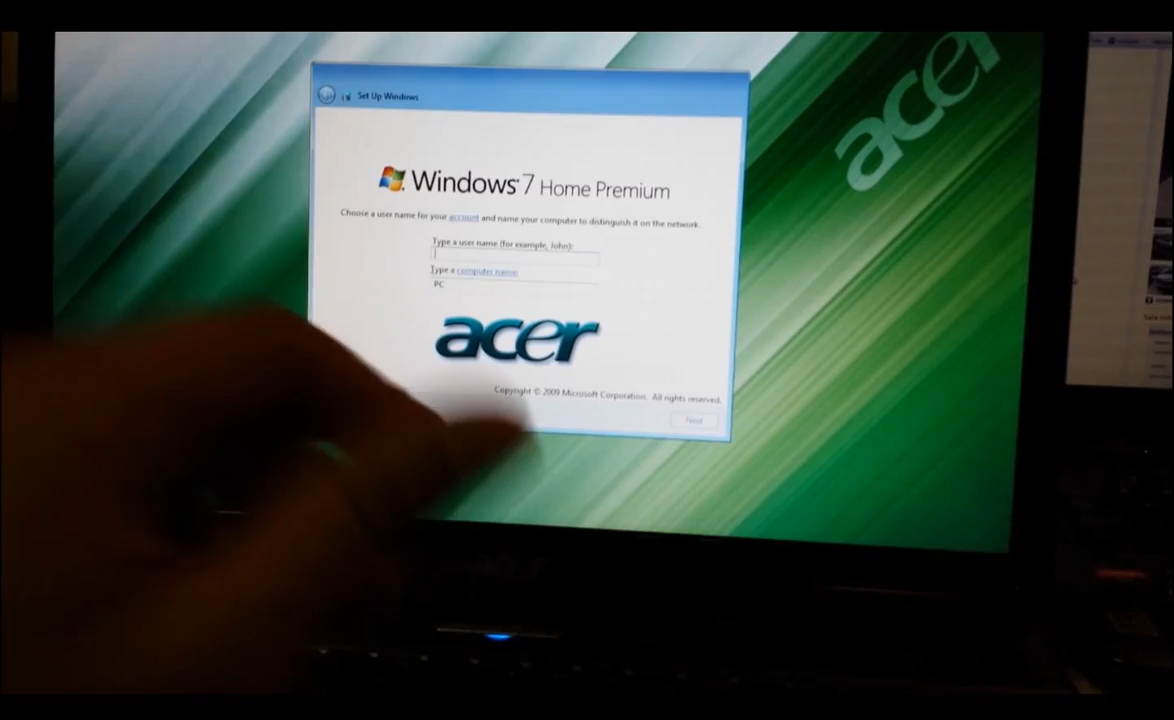 acer
Set Up Windows
Windows 7 Home Premium
Choose a user name for your account and name your computer to distinguish it on the network.
Type a user name (for example, John):
Type a computer name:
PC
acer
Copyright © 2009 Microsoft Corporation. All rights reserved.
Next
acer